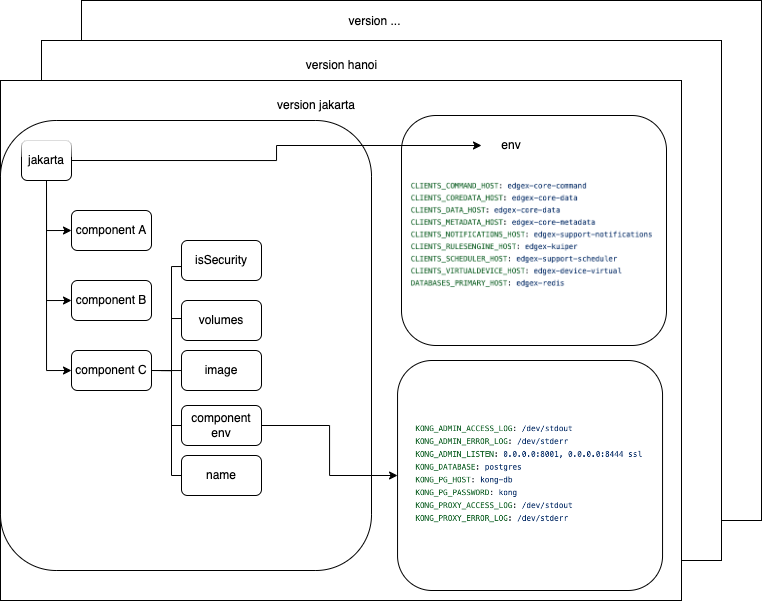 version ...
version hanoi
version jakarta
jakarta
env
CLIENTS_COMMAND_HOST: edgex-core-command
CLIENTS_COREDATA_HOST: edgex-core-data
CLIENTS_DATA_HOST: edgex-core-data
CLIENTS_METADATA_HOST: edgex-core-metadata
CLIENTS_NOTIFICATIONS_HOST: edgex-support-notifications
CLIENTS_RULESENGINE_HOST: edgex-kuiper
CLIENTS_SCHEDULER_HOST: edgex-support-scheduler
CLIENTS_VIRTUALDEVICE_HOST: edgex-device-virtual
DATABASES_PRIMARY_HOST: edgex-redis
component A
component B
component C
isSecurity
volumes
image
component
env
name
KONG_ADMIN_ACCESS_LOG: /dev/stdout
KONG_ADMIN_ERROR_LOG: /dev/stderr
KONG_ADMIN_LISTEN: 0.0.0.0:8001, 0.0.0.0:8444 ssl
KONG_DATABASE: postgres
KONG_PG_HOST: kong-db
KONG_PG_PASSWORD: kong
KONG_PROXY_ACCESS_LOG: /dev/stdout
KONG_PROXY_ERROR_LOG: /dev/stderr